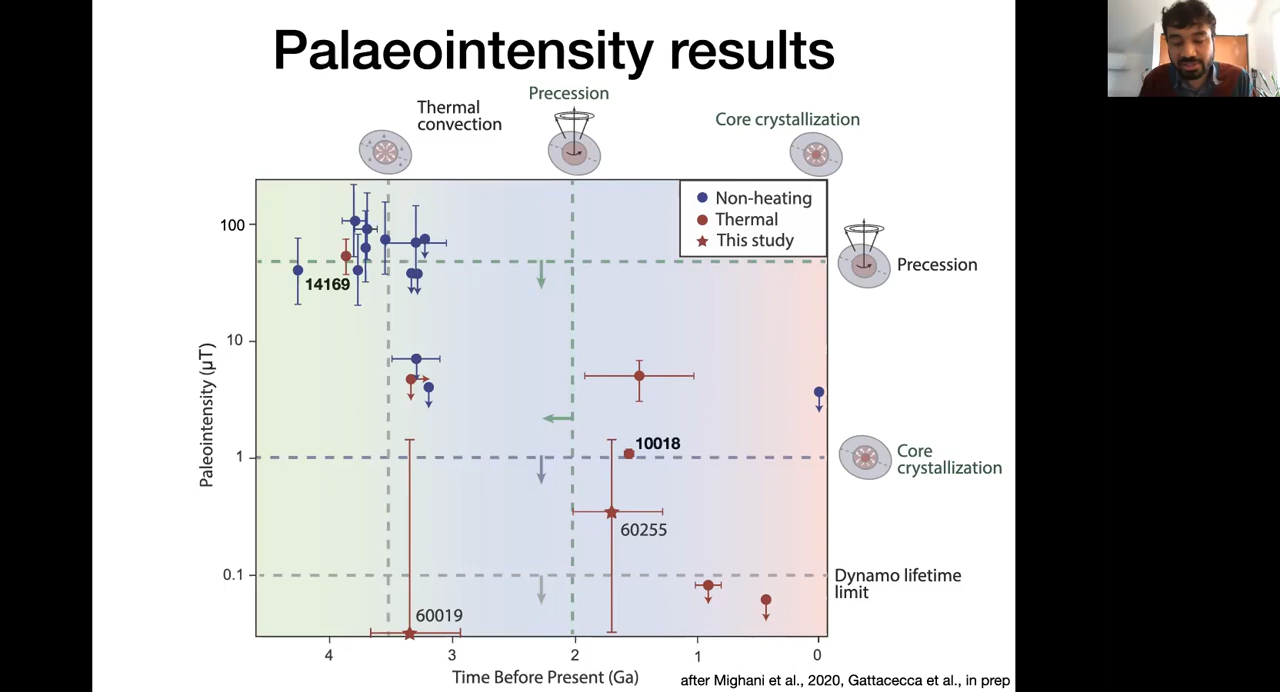 Palaeointensity results
Thermal
convection
Precession
Core crystallization
Non-heating
Thermal
This study
100
10
1
0.1
Paleointensity (μT)
14169
10018
60255
60019
Precession
Core
crystallization
Dynamo lifetime
limit
4 3 2 1 0
Time Before Present (Ga)
after Mighani et al., 2020, Gattacecca et al., in prep